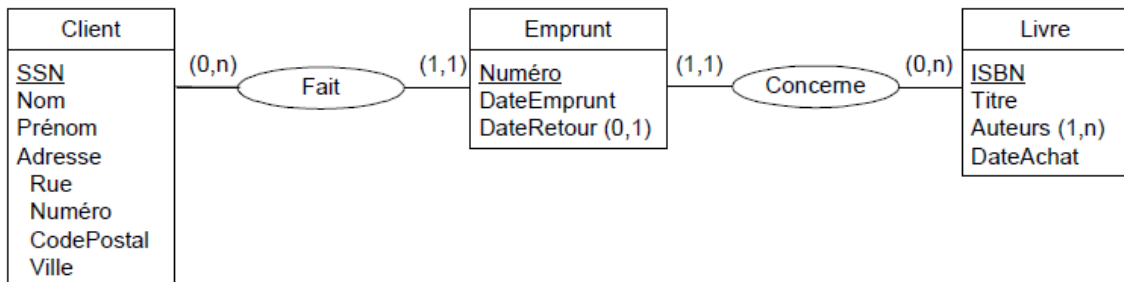 Client
SSN
Nom
Prénom
Adresse
Rue
Numéro
CodePostal
Ville
(0,n)
Fait
(1,1)
Emprunt
Numéro
DateEmprunt
DateRetour (0,1)
(1,1)
Concerne
(0,n)
Livre
ISBN
Titre
Auteurs (1,n)
DateAchat